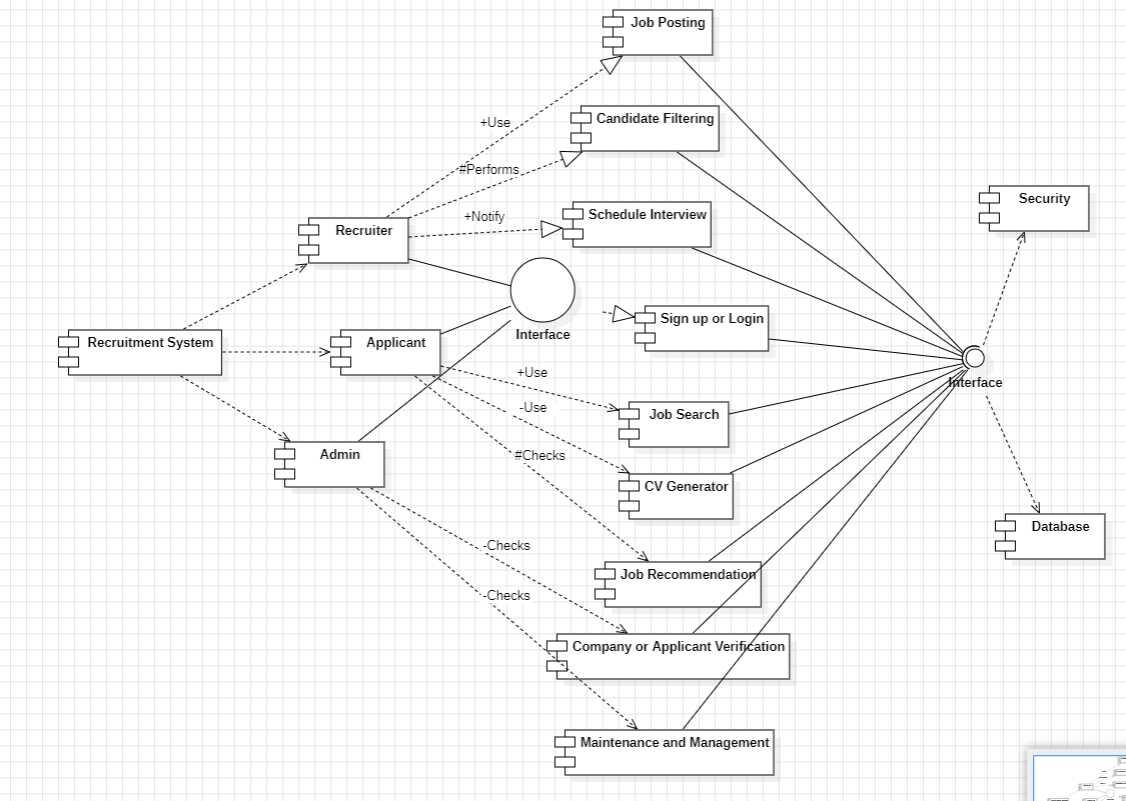 Job Posting
+Use
Candidate Filtering
#Performs
Schedule Interview
+Notify
Security
Recruiter
Interface
Sign up or Login
Recruitment System
Applicant
Interface
+Use
-Use
Job Search
Admin
#Checks
CV Generator
Database
-Checks
Job Recommendation
-Checks
Company or Applicant Verification
Maintenance and Management